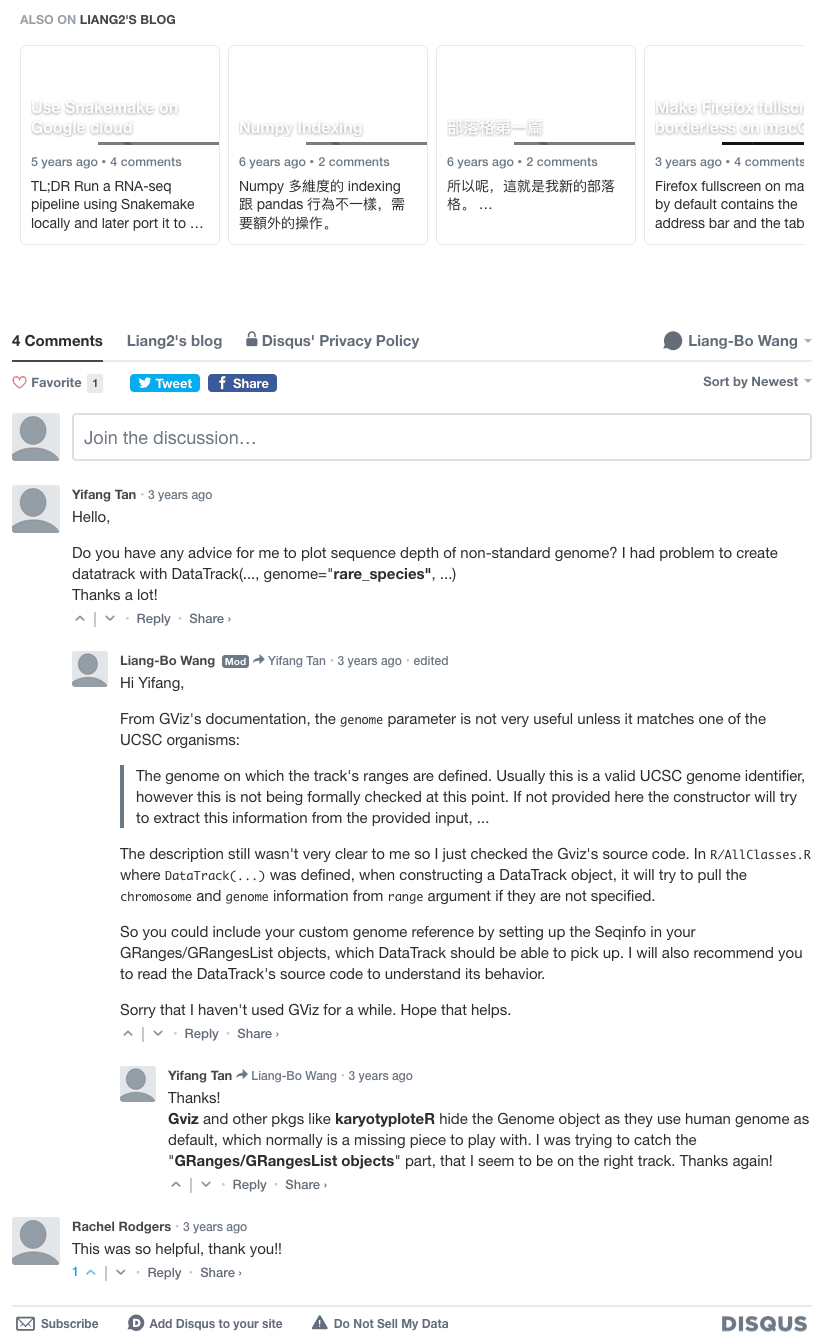 ALSO ON LIANG2'S BLOG
Use Snakemake on
Google cloud
5 years ago • 4 comments
TL;DR Run a RNA-seq
pipeline using Snakemake
locally and later port it to …
Numpy Indexing
6 years ago • 2 comments
Numpy 多維度的 indexing
跟 pandas 行為不一樣，需
要額外的操作。
部落格第一篇
6 years ago • 2 comments
所以呢，這就是我新的部落
格。 …
Make Firefox fullscr
borderless on macO
3 years ago • 4 comments
Firefox fullscreen on ma
by default contains the
address bar and the tab
4 Comments Liang2's blog Disqus' Privacy Policy Liang-Bo Wang
Favorite 1 Tweet Share Sort by Newest
Join the discussion…
Yifang Tan • 3 years ago
Hello,
Do you have any advice for me to plot sequence depth of non-standard genome? I had problem to create
datatrack with DataTrack(..., genome="rare_species", ...)
Thanks a lot!
Reply • Share ›
Liang-Bo Wang Mod Yifang Tan • 3 years ago • edited
Hi Yifang,
From GViz's documentation, the genome parameter is not very useful unless it matches one of the
UCSC organisms:
The genome on which the track's ranges are defined. Usually this is a valid UCSC genome identifier,
however this is not being formally checked at this point. If not provided here the constructor will try
to extract this information from the provided input, ...
The description still wasn't very clear to me so I just checked the Gviz's source code. In R/AllClasses.R
where DataTrack(...) was defined, when constructing a DataTrack object, it will try to pull the
chromosome and genome information from range argument if they are not specified.
So you could include your custom genome reference by setting up the Seqinfo in your
GRanges/GRangesList objects, which DataTrack should be able to pick up. I will also recommend you
to read the DataTrack's source code to understand its behavior.
Sorry that I haven't used GViz for a while. Hope that helps.
Reply • Share ›
Yifang Tan Liang-Bo Wang • 3 years ago
Thanks!
Gviz and other pkgs like karyotyploteR hide the Genome object as they use human genome as
default, which normally is a missing piece to play with. I was trying to catch the
"GRanges/GRangesList objects" part, that I seem to be on the right track. Thanks again!
Reply • Share ›
Rachel Rodgers • 3 years ago
This was so helpful, thank you!!
1 Reply • Share ›
Subscribe Add Disqus to your site Do Not Sell My Data DISQUS